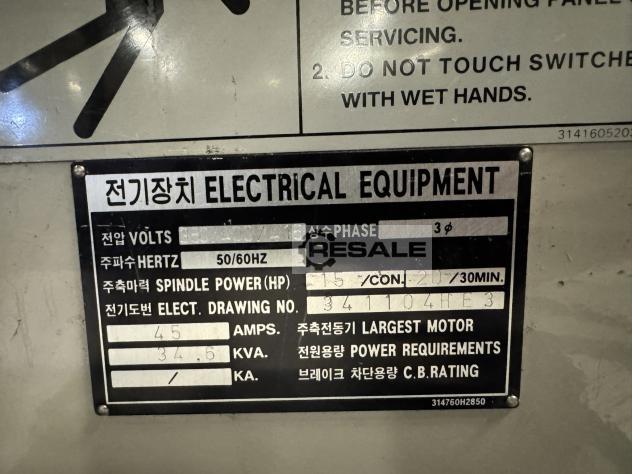 BEFORE OPENING PANEL
SERVICING.
2. DO NOT TOUCH SWITCHE
WITH WET HANDS.
3141605203
전기장치 ELECTRICAL EQUIPMENT
전압 VOLTS 상수 PHASE 3φ
주파수 HERTZ 50/60HZ
RESALE
주축마력 SPINDLE POWER(HP) 15 /CON. 20 /30MIN.
전기도번 ELECT. DRAWING NO. 341104HE3
45 AMPS. 주축전동기 LARGEST MOTOR
34.6 KVA. 전원용량 POWER REQUIREMENTS
/ KA. 브레이크 차단용량 C.B.RATING
314760H2850